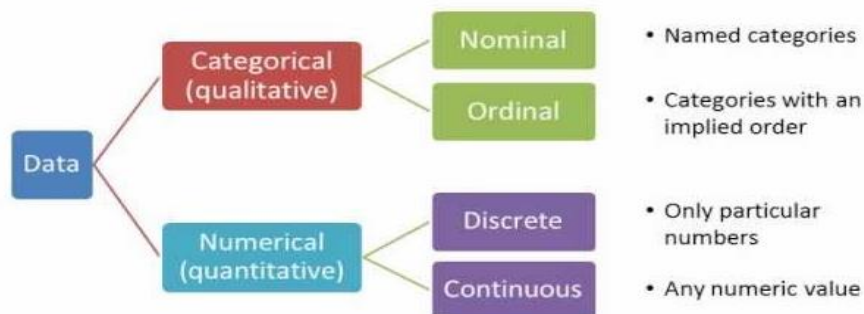 Data
Categorical
(qualitative)
Nominal
• Named categories
Ordinal
• Categories with an
implied order
Numerical
(quantitative)
Discrete
• Only particular
numbers
Continuous
• Any numeric value